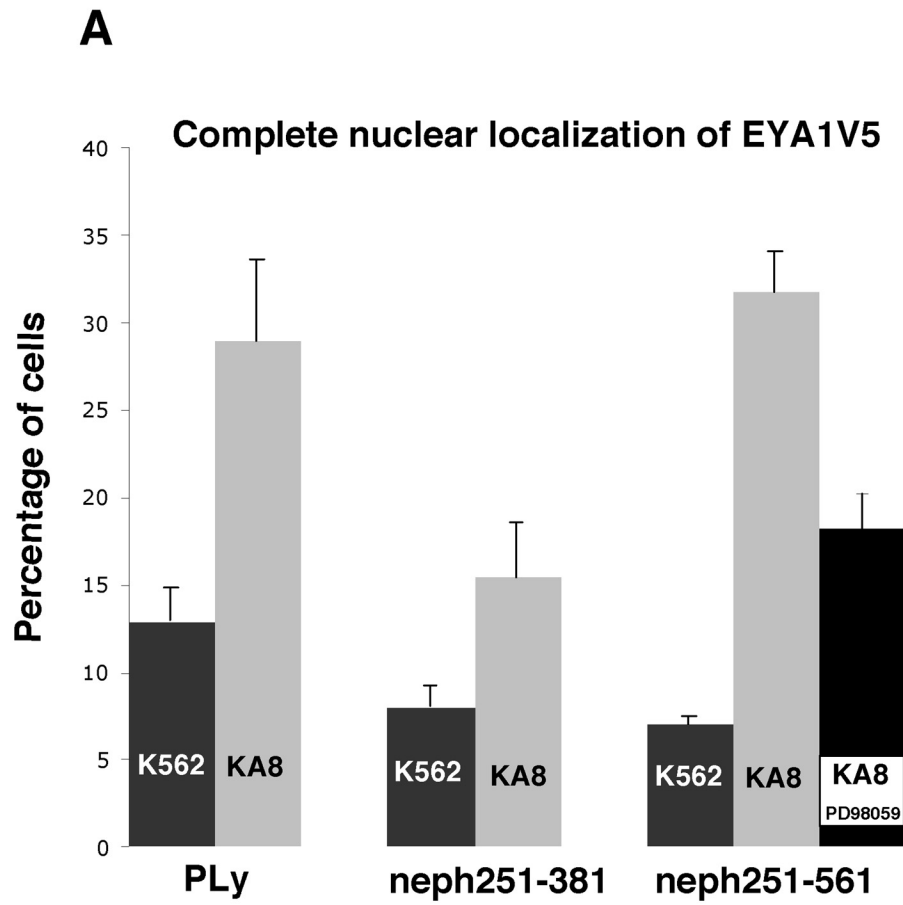 A
Complete nuclear localization of EYA1V5
Percentage of cells
40
35
30
25
20
15
10
5
0
K562 KA8
K562 KA8
K562 KA8 KA8
PD98059
PLy neph251-381 neph251-561